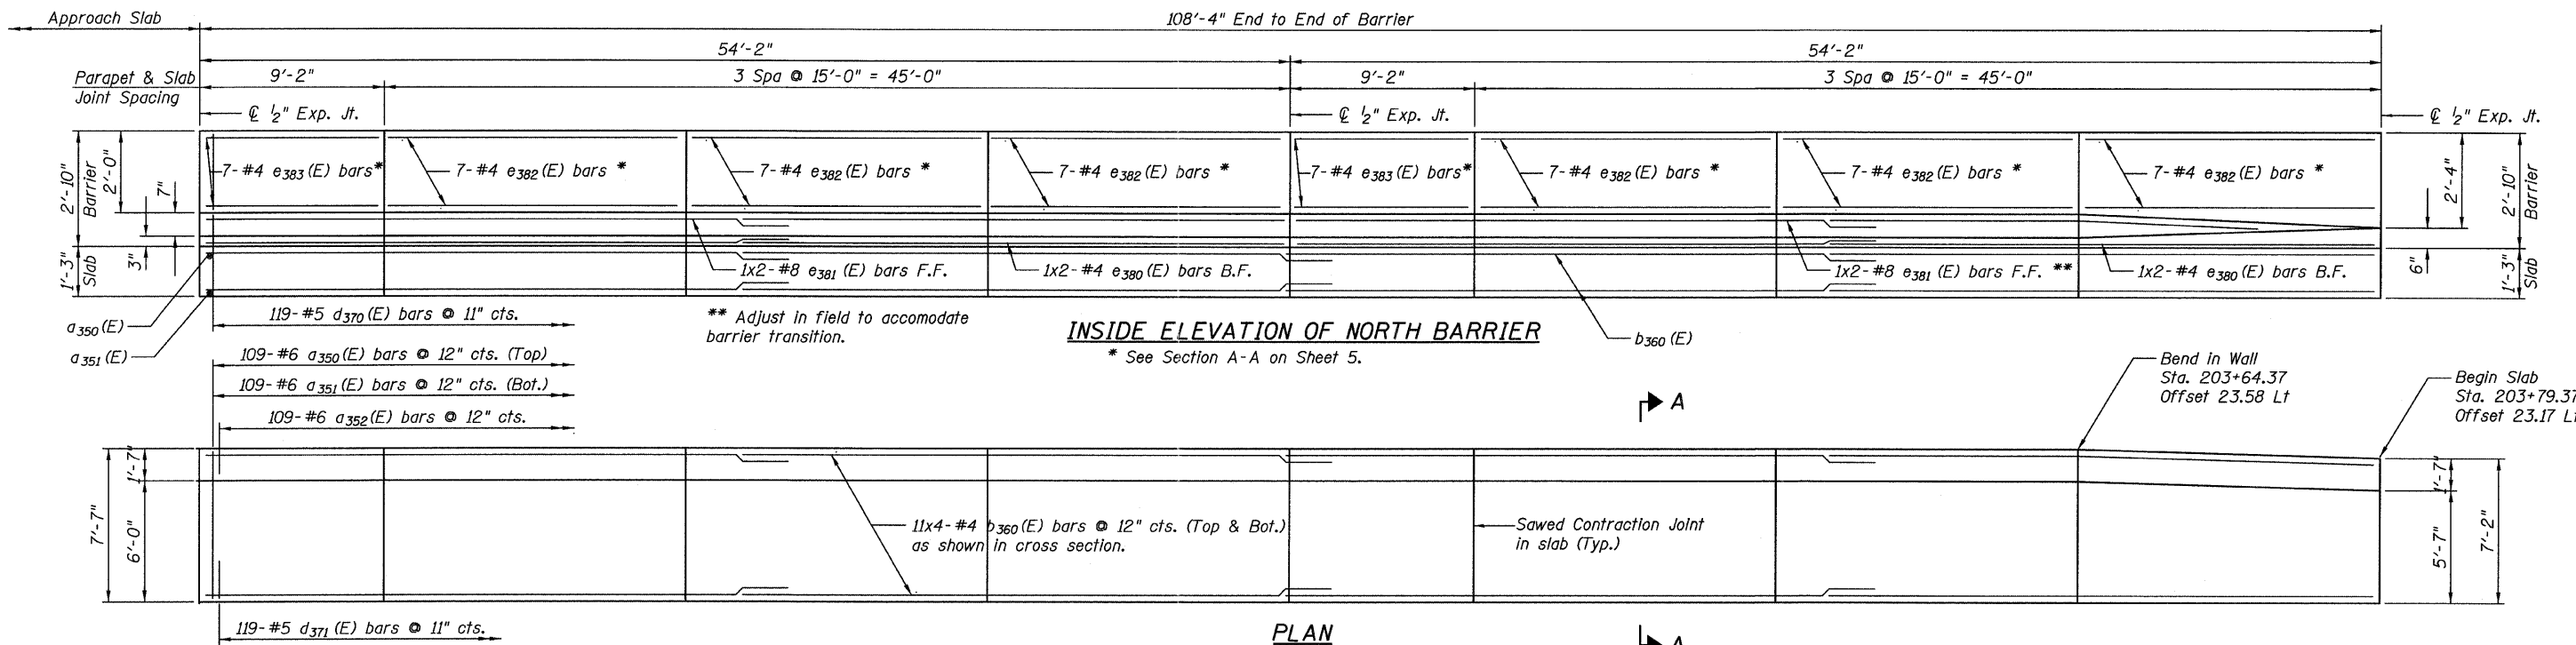 Approach Slab
108'-4" End to End of Barrier
54'-2"
54'-2"
Parapet & Slab
Joint Spacing
9'-2"
3 Spa @ 15'-0" = 45'-0"
9'-2"
3 Spa @ 15'-0" = 45'-0"
℄ ½" Exp. Jt.
℄ ½" Exp. Jt.
℄ ½" Exp. Jt.
2'-10"
Barrier
2'-0"
7"
3"
1'-3"
Slab
7-#4 e383(E) bars*
7-#4 e382(E) bars *
7-#4 e382(E) bars *
7-#4 e382(E) bars *
7-#4 e383(E) bars*
7-#4 e382(E) bars *
7-#4 e382(E) bars *
7-#4 e382(E) bars *
2'-4"
2'-10"
Barrier
6"
1'-3"
Slab
1x2-#8 e381(E) bars F.F.
1x2-#4 e380(E) bars B.F.
1x2-#8 e381(E) bars F.F. **
1x2-#4 e380(E) bars B.F.
a350(E)
a351(E)
119-#5 d370(E) bars @ 11" cts.
** Adjust in field to accomodate
barrier transition.
INSIDE ELEVATION OF NORTH BARRIER
* See Section A-A on Sheet 5.
b360(E)
109-#6 a350(E) bars @ 12" cts. (Top)
109-#6 a351(E) bars @ 12" cts. (Bot.)
109-#6 a352(E) bars @ 12" cts.
A
Bend in Wall
Sta. 203+64.37
Offset 23.58 Lt
Begin Slab
Sta. 203+79.37
Offset 23.17 Lt
7'-7"
1'-7"
6'-0"
11x4-#4 b360(E) bars @ 12" cts. (Top & Bot.)
as shown in cross section.
Sawed Contraction Joint
in slab (Typ.)
1'-7"
5'-7"
7'-2"
119-#5 d371(E) bars @ 11" cts.
PLAN
A